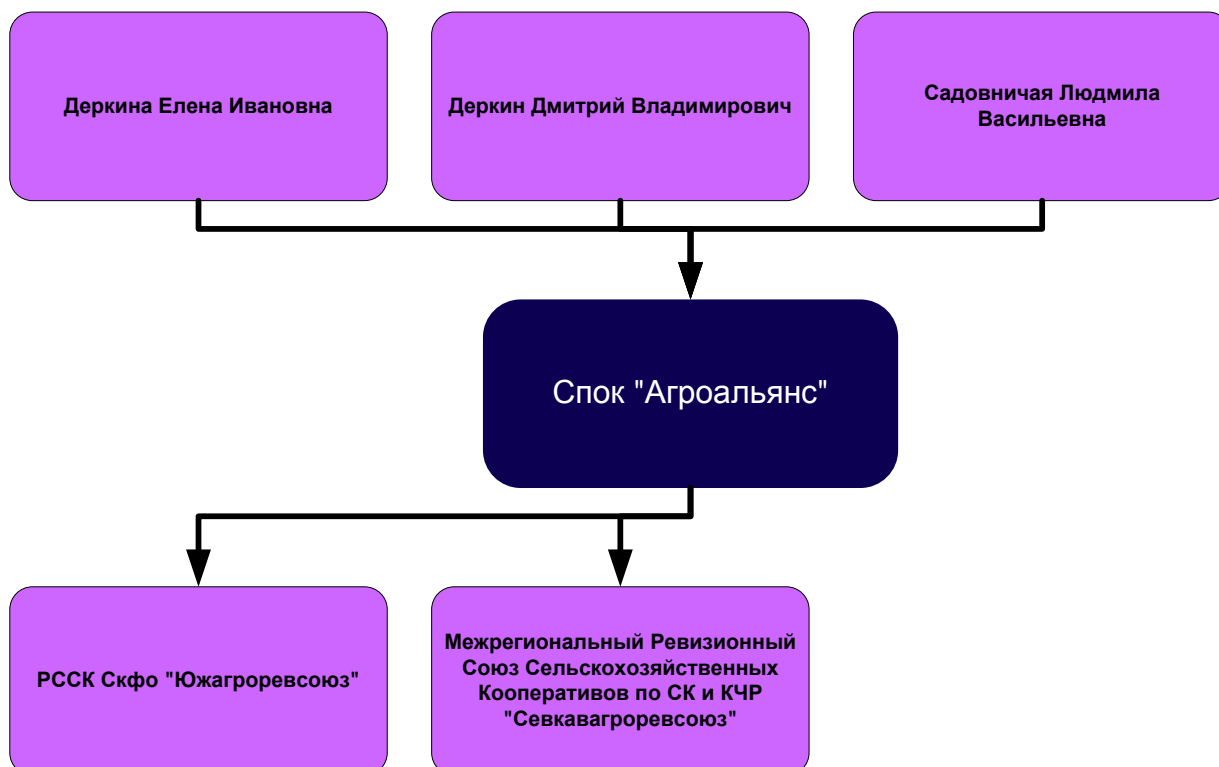 Деркина Елена Ивановна
Деркин Дмитрий Владимирович
Садовничая Людмила
Васильевна
Спок "Агроальянс"
РССК Скфо "Южагроревсоюз"
Межрегиональный Ревизионный
Союз Сельскохозяйственных
Кооперативов по СК и КЧР
"Севкавагроревсоюз"